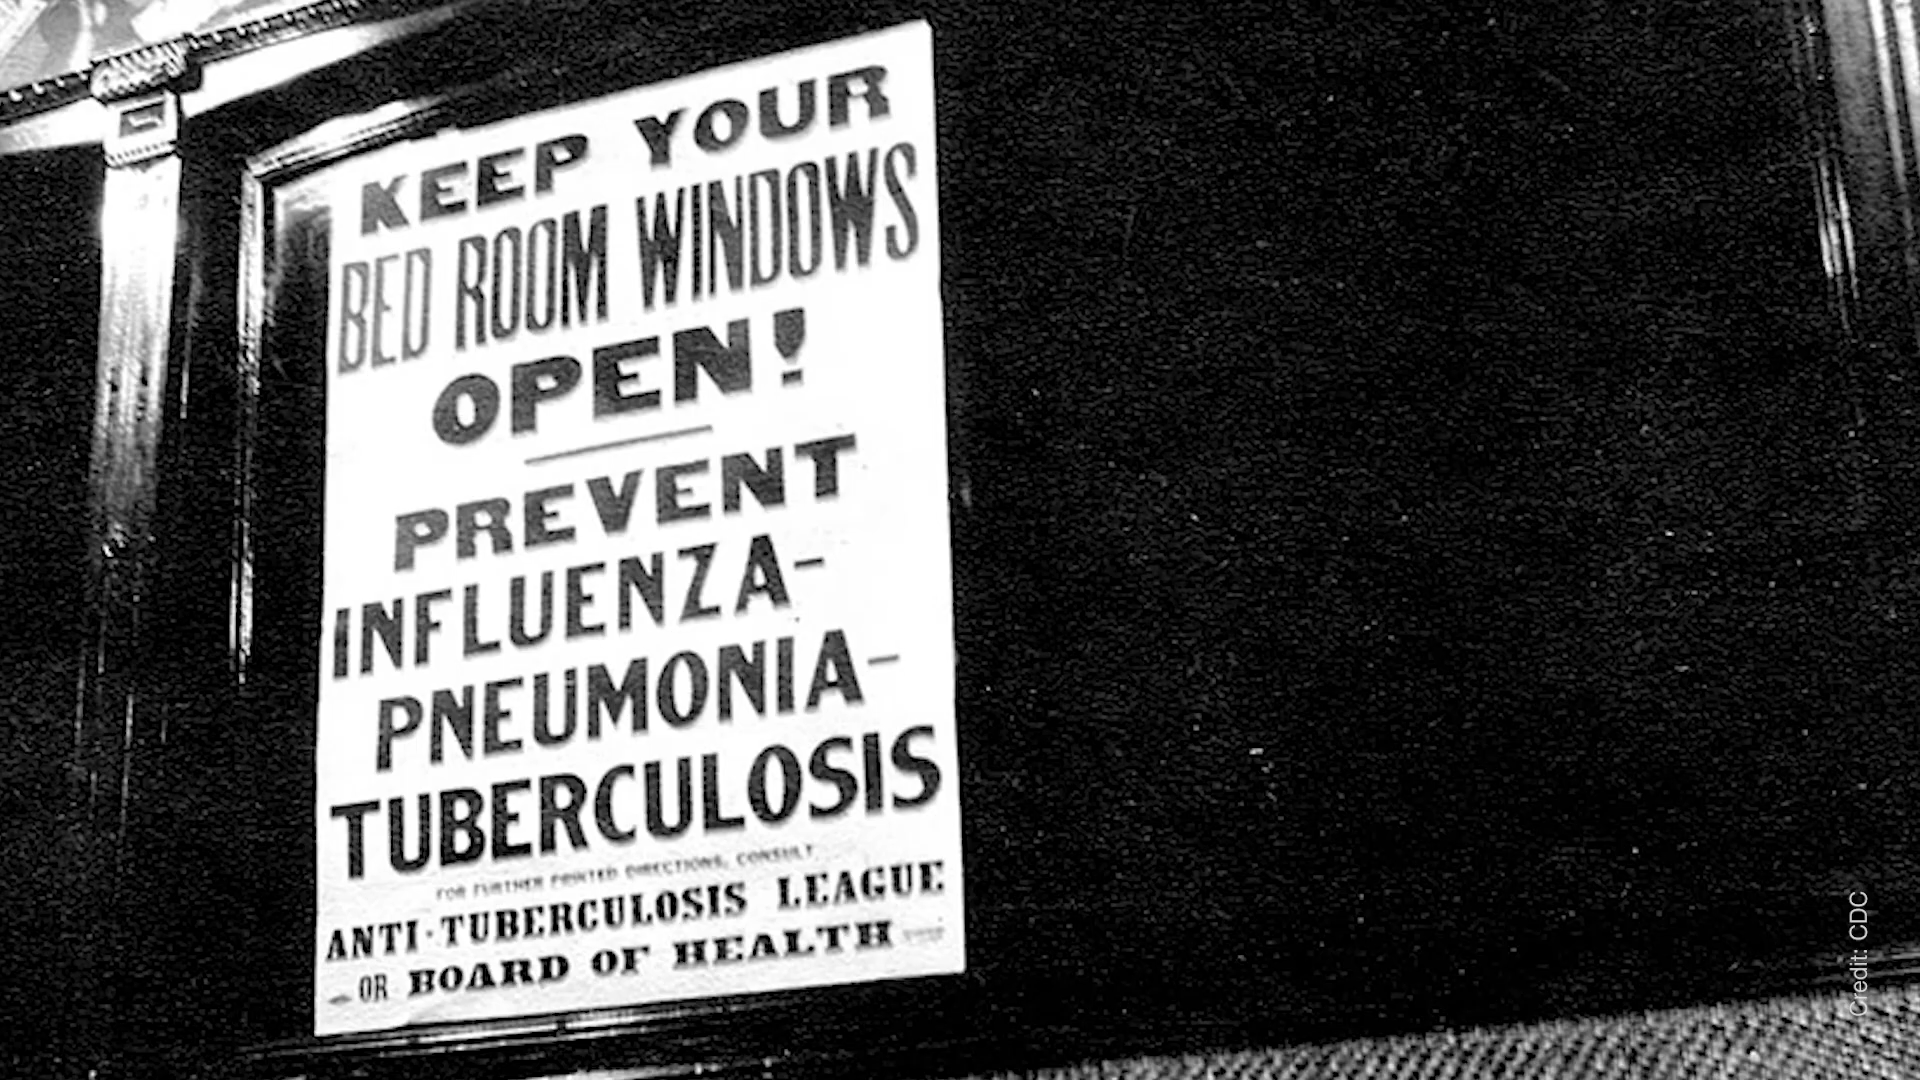 KEEP YOUR
BED ROOM WINDOWS
OPEN!
PREVENT
INFLUENZA-
PNEUMONIA-
TUBERCULOSIS
FOR FURTHER PRINTED DIRECTIONS, CONSULT
ANTI-TUBERCULOSIS LEAGUE
OR BOARD OF HEALTH
Credit: CDC